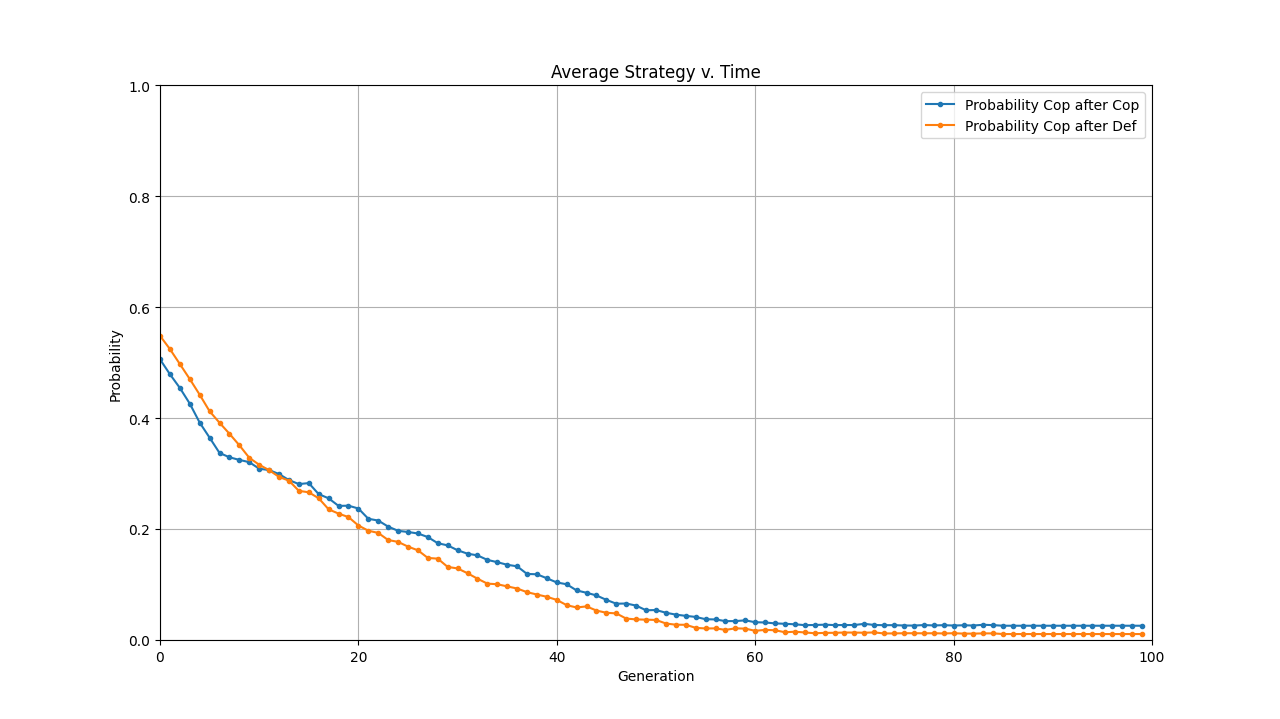 Average Strategy v. Time
1.0
0.8
0.6
0.4
0.2
0.0
Probability
Probability Cop after Cop
Probability Cop after Def
0 20 40 60 80 100
Generation